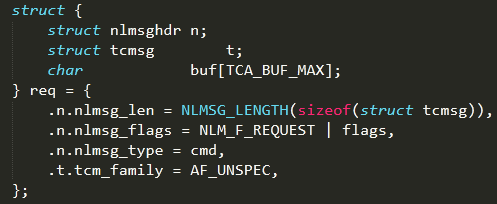 struct {
    struct nlmsghdr n;
    struct tcmsg         t;
    char             buf[TCA_BUF_MAX];
} req = {
    .n.nlmsg_len = NLMSG_LENGTH(sizeof(struct tcmsg)),
    .n.nlmsg_flags = NLM_F_REQUEST | flags,
    .n.nlmsg_type = cmd,
    .t.tcm_family = AF_UNSPEC,
};